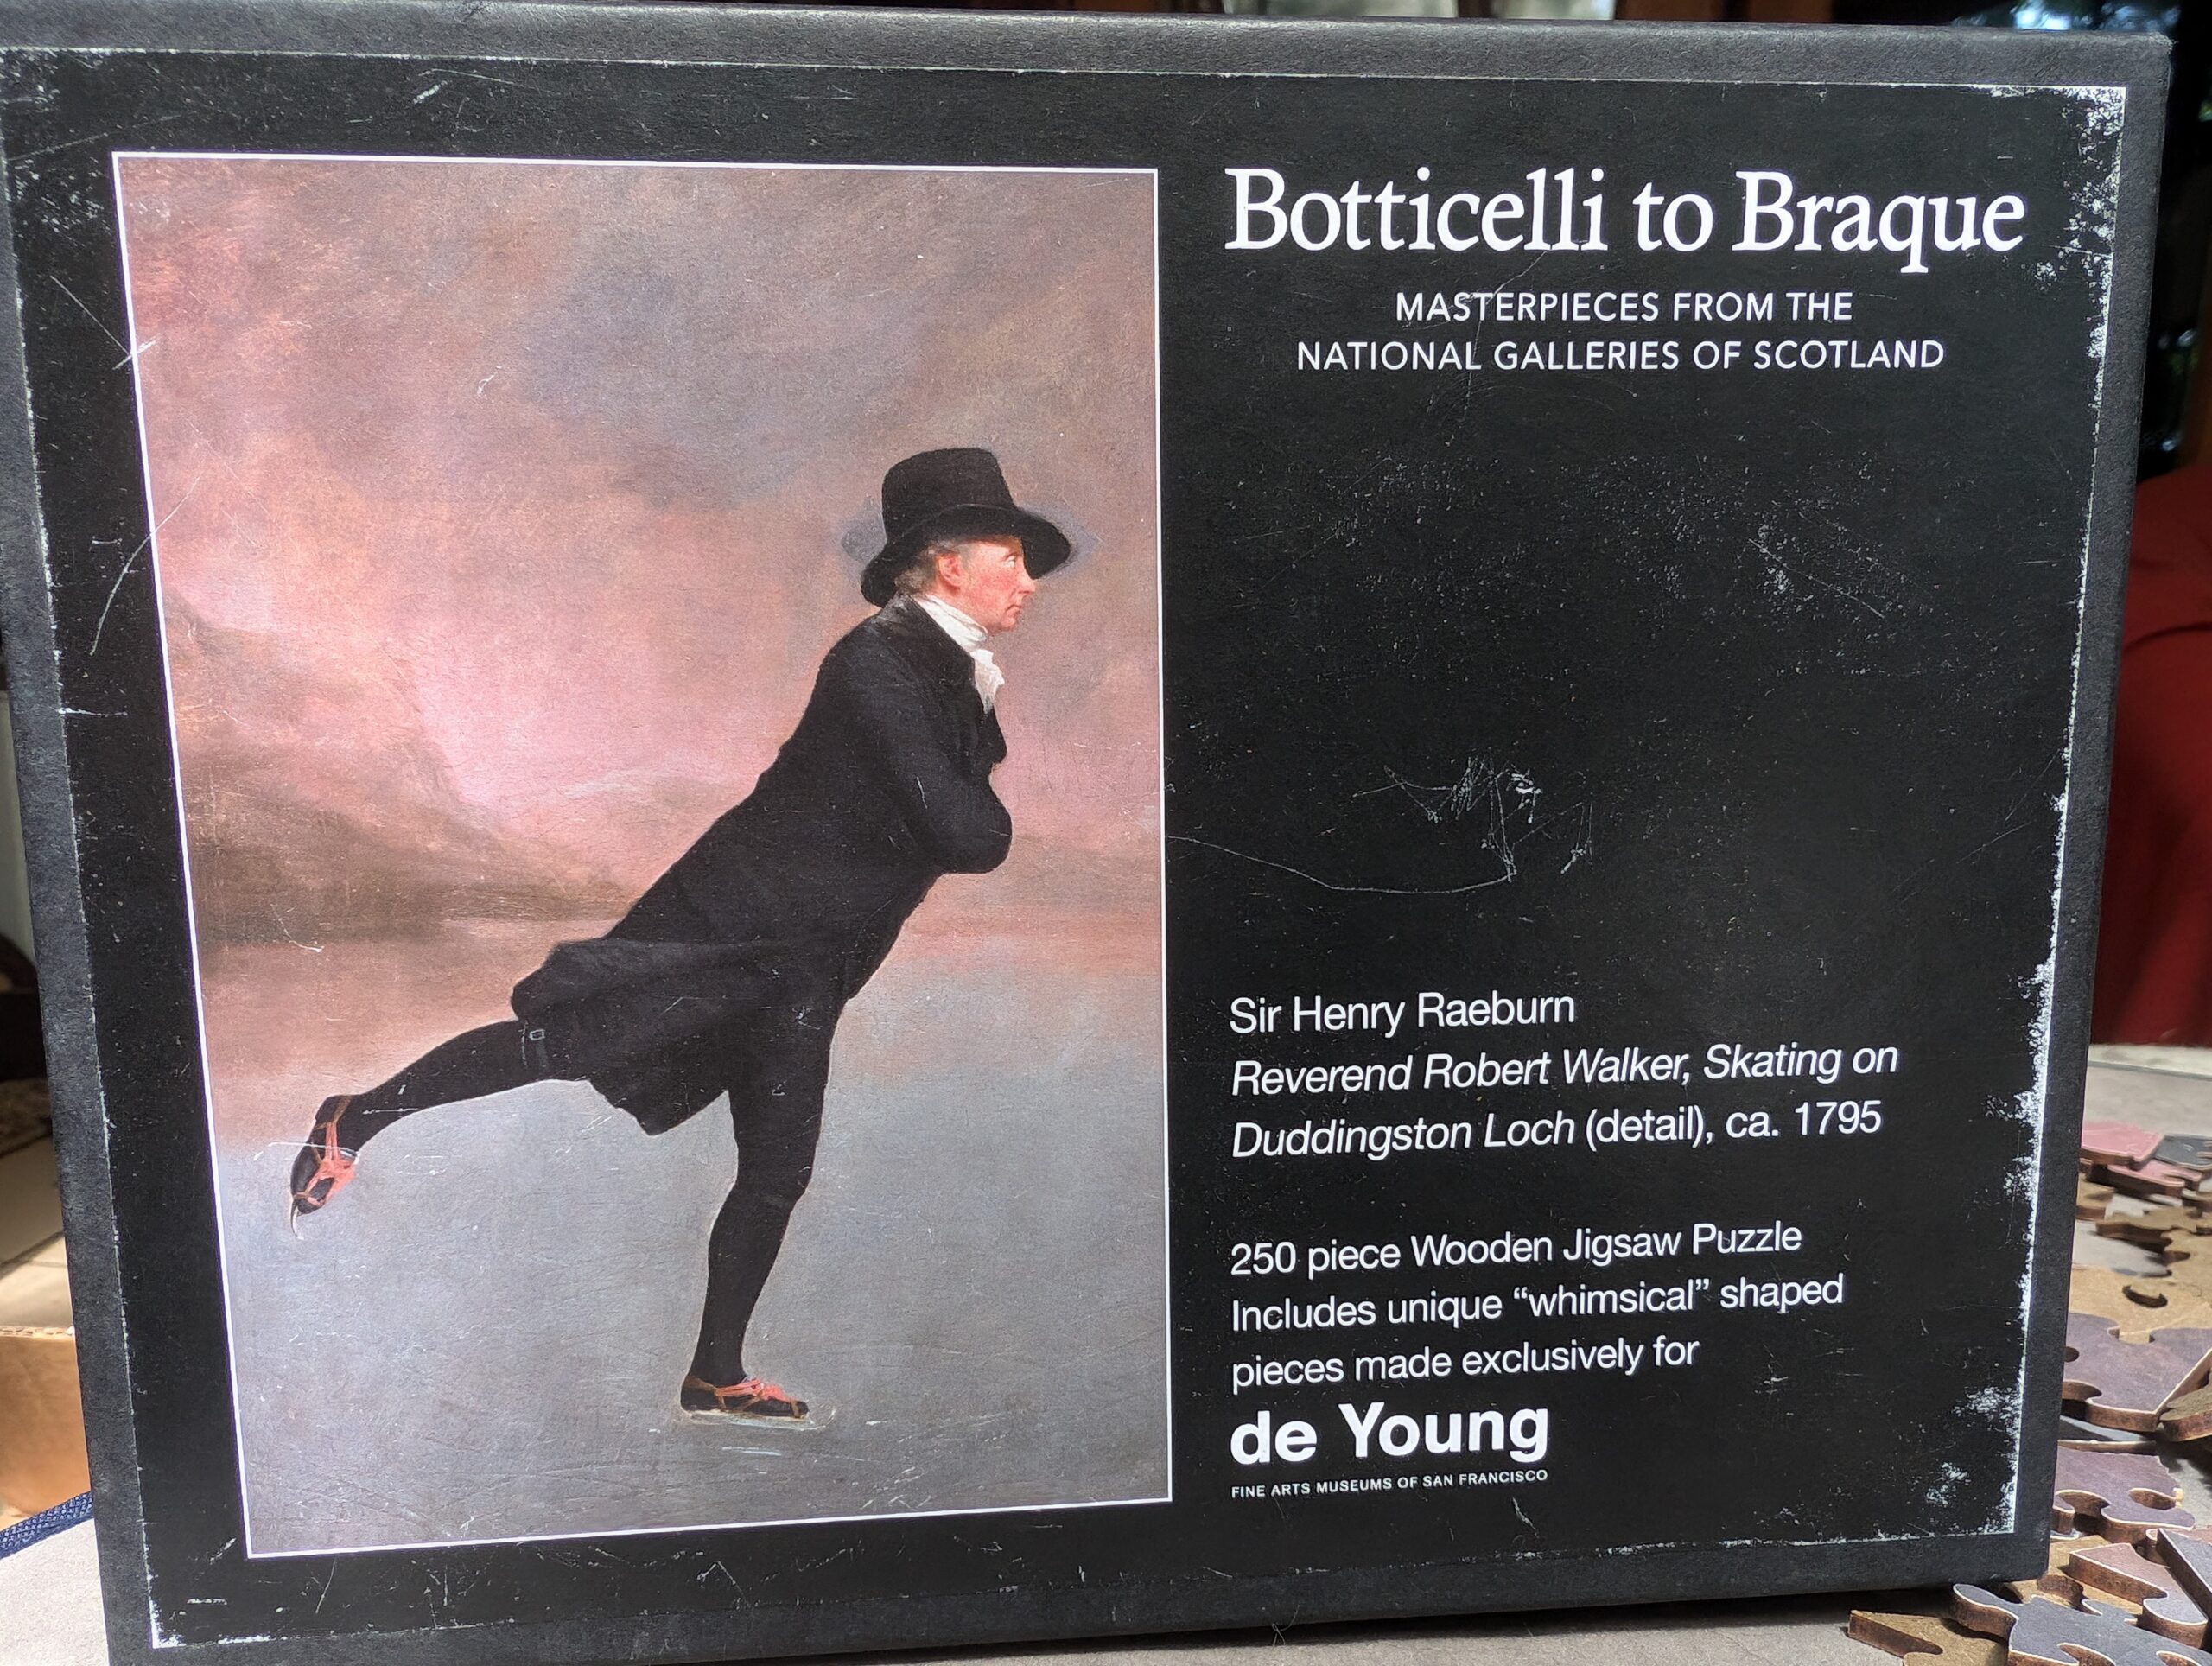 Botticelli to Braque
MASTERPIECES FROM THE
NATIONAL GALLERIES OF SCOTLAND
Sir Henry Raeburn
Reverend Robert Walker, Skating on
Duddingston Loch (detail), ca. 1795
250 piece Wooden Jigsaw Puzzle
Includes unique “whimsical” shaped
pieces made exclusively for
de Young
FINE ARTS MUSEUMS OF SAN FRANCISCO